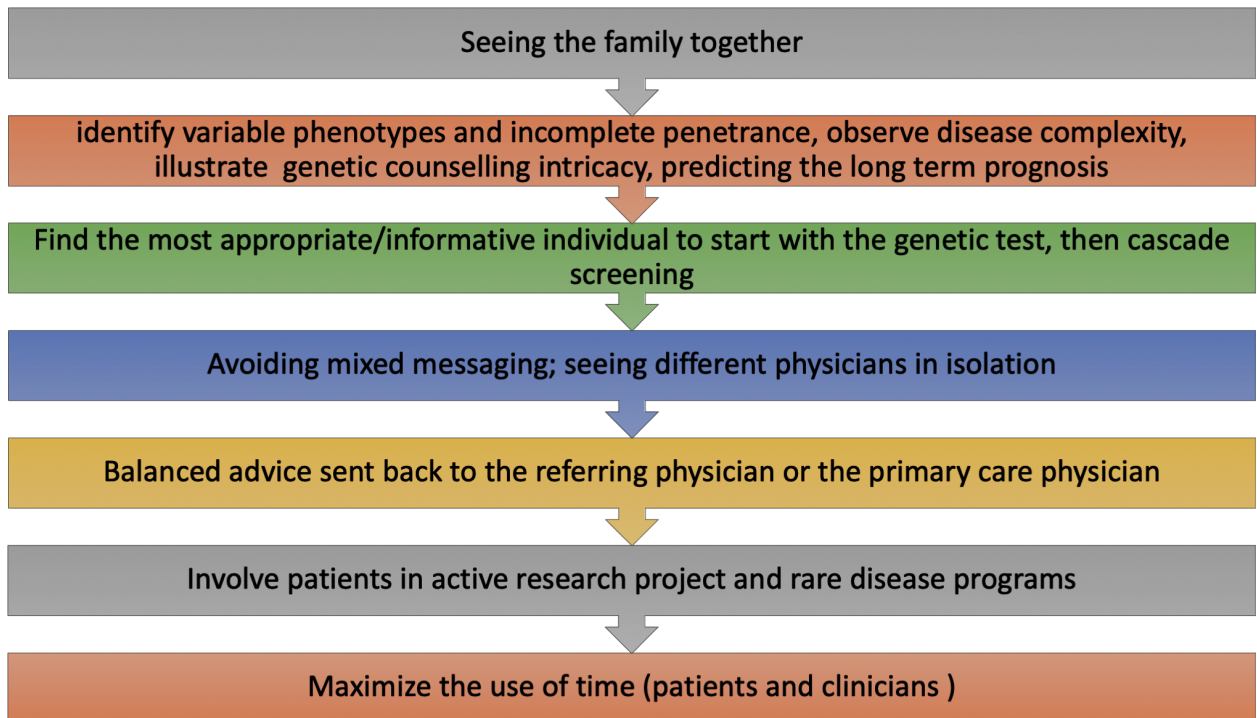 Seeing the family together
identify variable phenotypes and incomplete penetrance, observe disease complexity,
illustrate  genetic counselling intricacy, predicting the long term prognosis
Find the most appropriate/informative individual to start with the genetic test, then cascade
screening
Avoiding mixed messaging; seeing different physicians in isolation
Balanced advice sent back to the referring physician or the primary care physician
Involve patients in active research project and rare disease programs
Maximize the use of time (patients and clinicians )